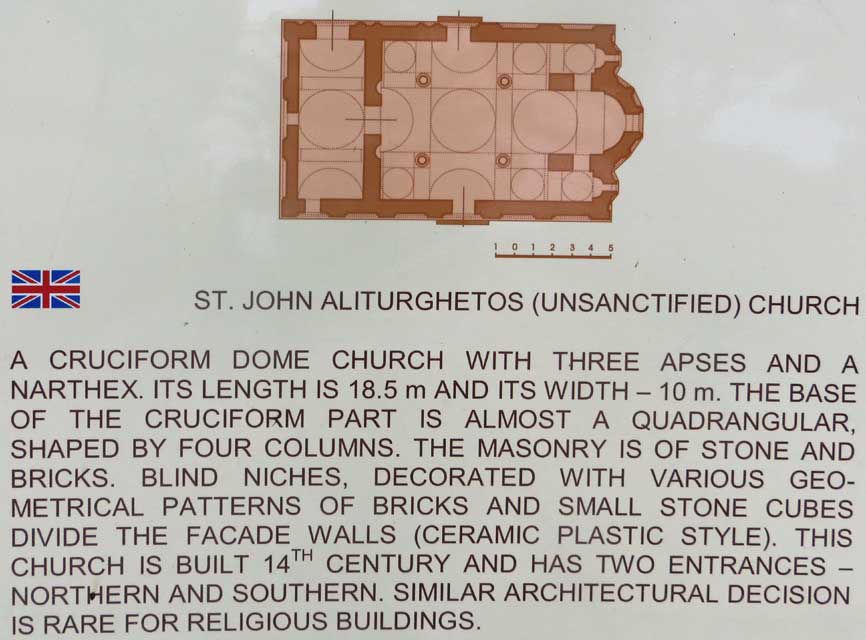 1 0 1 2 3 4 5
ST. JOHN ALITURGHETOS (UNSANCTIFIED) CHURCH
A CRUCIFORM DOME CHURCH WITH THREE APSES AND A
NARTHEX. ITS LENGTH IS 18.5 m AND ITS WIDTH – 10 m. THE BASE
OF THE CRUCIFORM PART IS ALMOST A QUADRANGULAR,
SHAPED BY FOUR COLUMNS. THE MASONRY IS OF STONE AND
BRICKS. BLIND NICHES, DECORATED WITH VARIOUS GEO-
METRICAL PATTERNS OF BRICKS AND SMALL STONE CUBES
DIVIDE THE FACADE WALLS (CERAMIC PLASTIC STYLE). THIS
CHURCH IS BUILT 14TH CENTURY AND HAS TWO ENTRANCES –
NORTHERN AND SOUTHERN. SIMILAR ARCHITECTURAL DECISION
IS RARE FOR RELIGIOUS BUILDINGS.